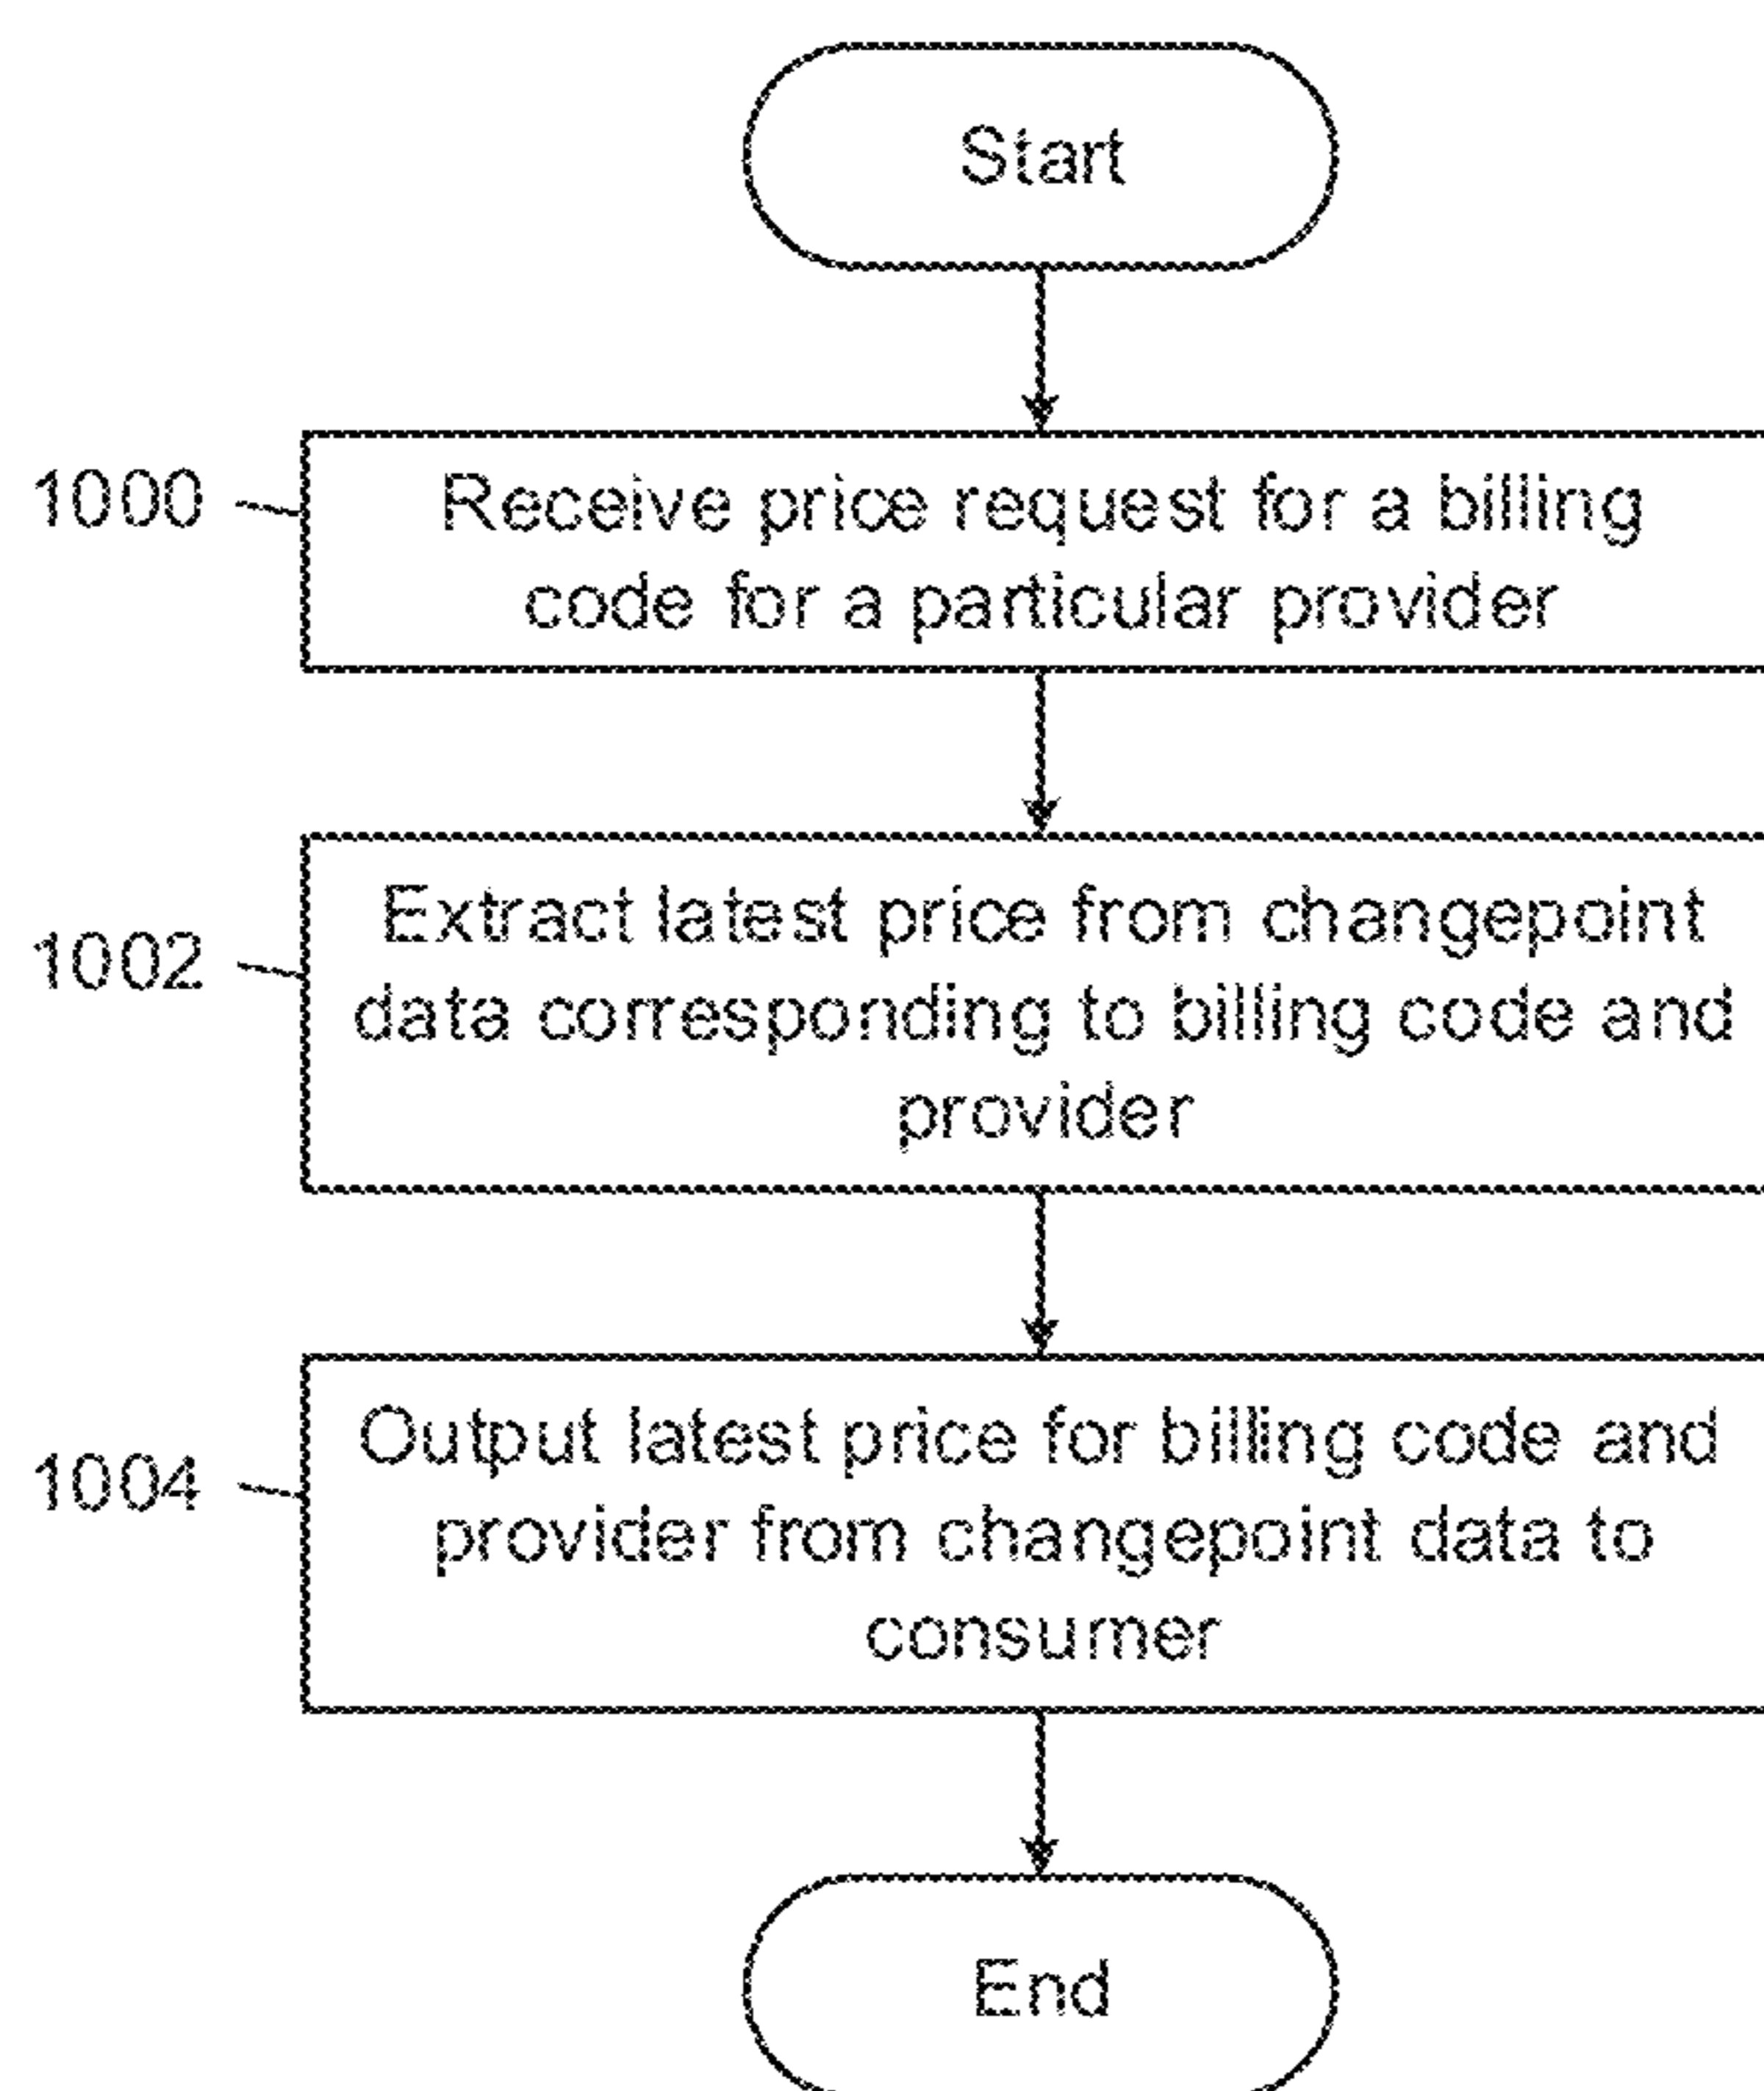 Start
1000
Receive price request for a billing
code for a particular provider
1002
Extract latest price from changepoint
data corresponding to billing code and
provider
1004
Output latest price for billing code and
provider from changepoint data to
consumer
End